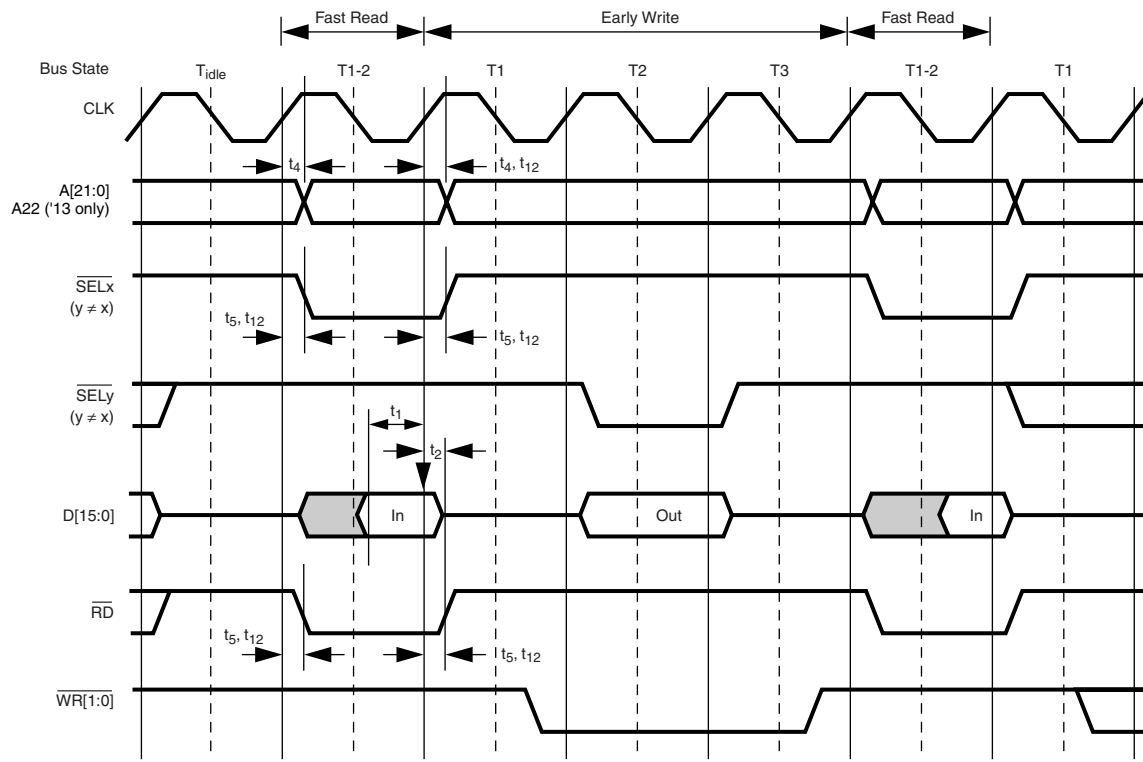 Fast Read Early Write Fast Read
Bus State Tidle T1-2 T1 T2 T3 T1-2 T1
CLK
t4 t4, t12
A[21:0]
A22 ('13 only)
SELx
(y ≠ x)
t5, t12 t5, t12
SELy
(y ≠ x)
t1
t2
D[15:0] In Out In
RD
t5, t12 t5, t12
WR[1:0]